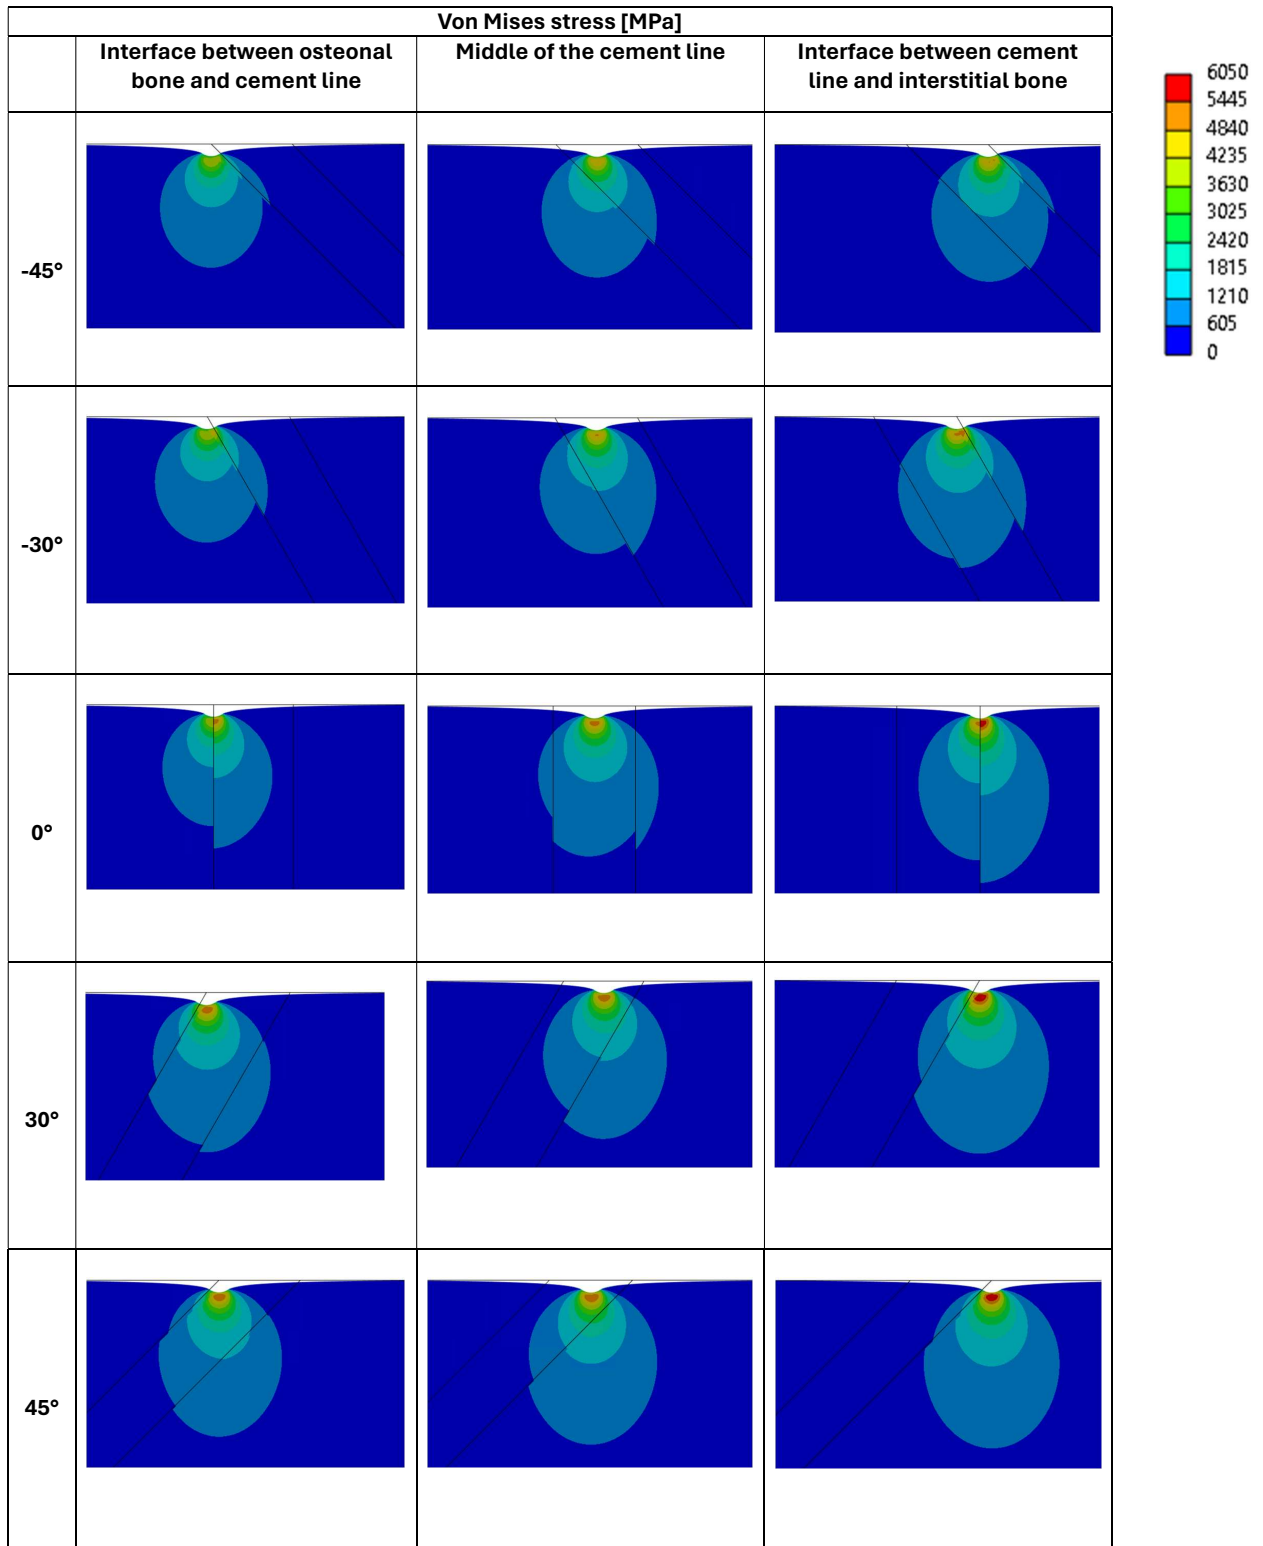 Von Mises stress [MPa]
Interface between osteonal
bone and cement line
Middle of the cement line
Interface between cement
line and interstitial bone
6050
5445
4840
4235
3630
3025
2420
1815
1210
605
0
-45°
-30°
0°
30°
45°